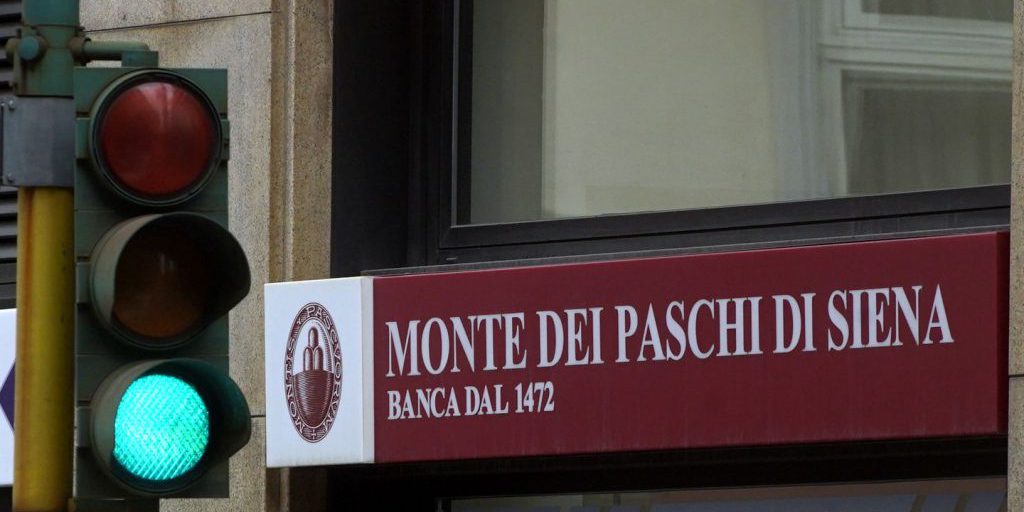 MONTE DEI PASCHI DI SIENA
BANCA DAL 1472